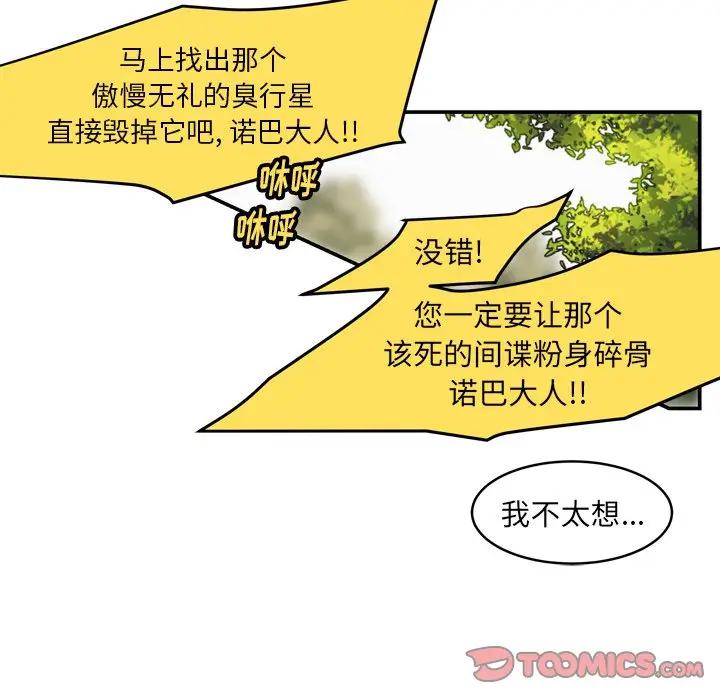 马上找出那个
傲慢无礼的臭行星
直接毁掉它吧, 诺巴大人!!
咻呼
咻呼
没错!
您一定要让那个
该死的间谍粉身碎骨
诺巴大人!!
我不太想...
TOOMICS.COM